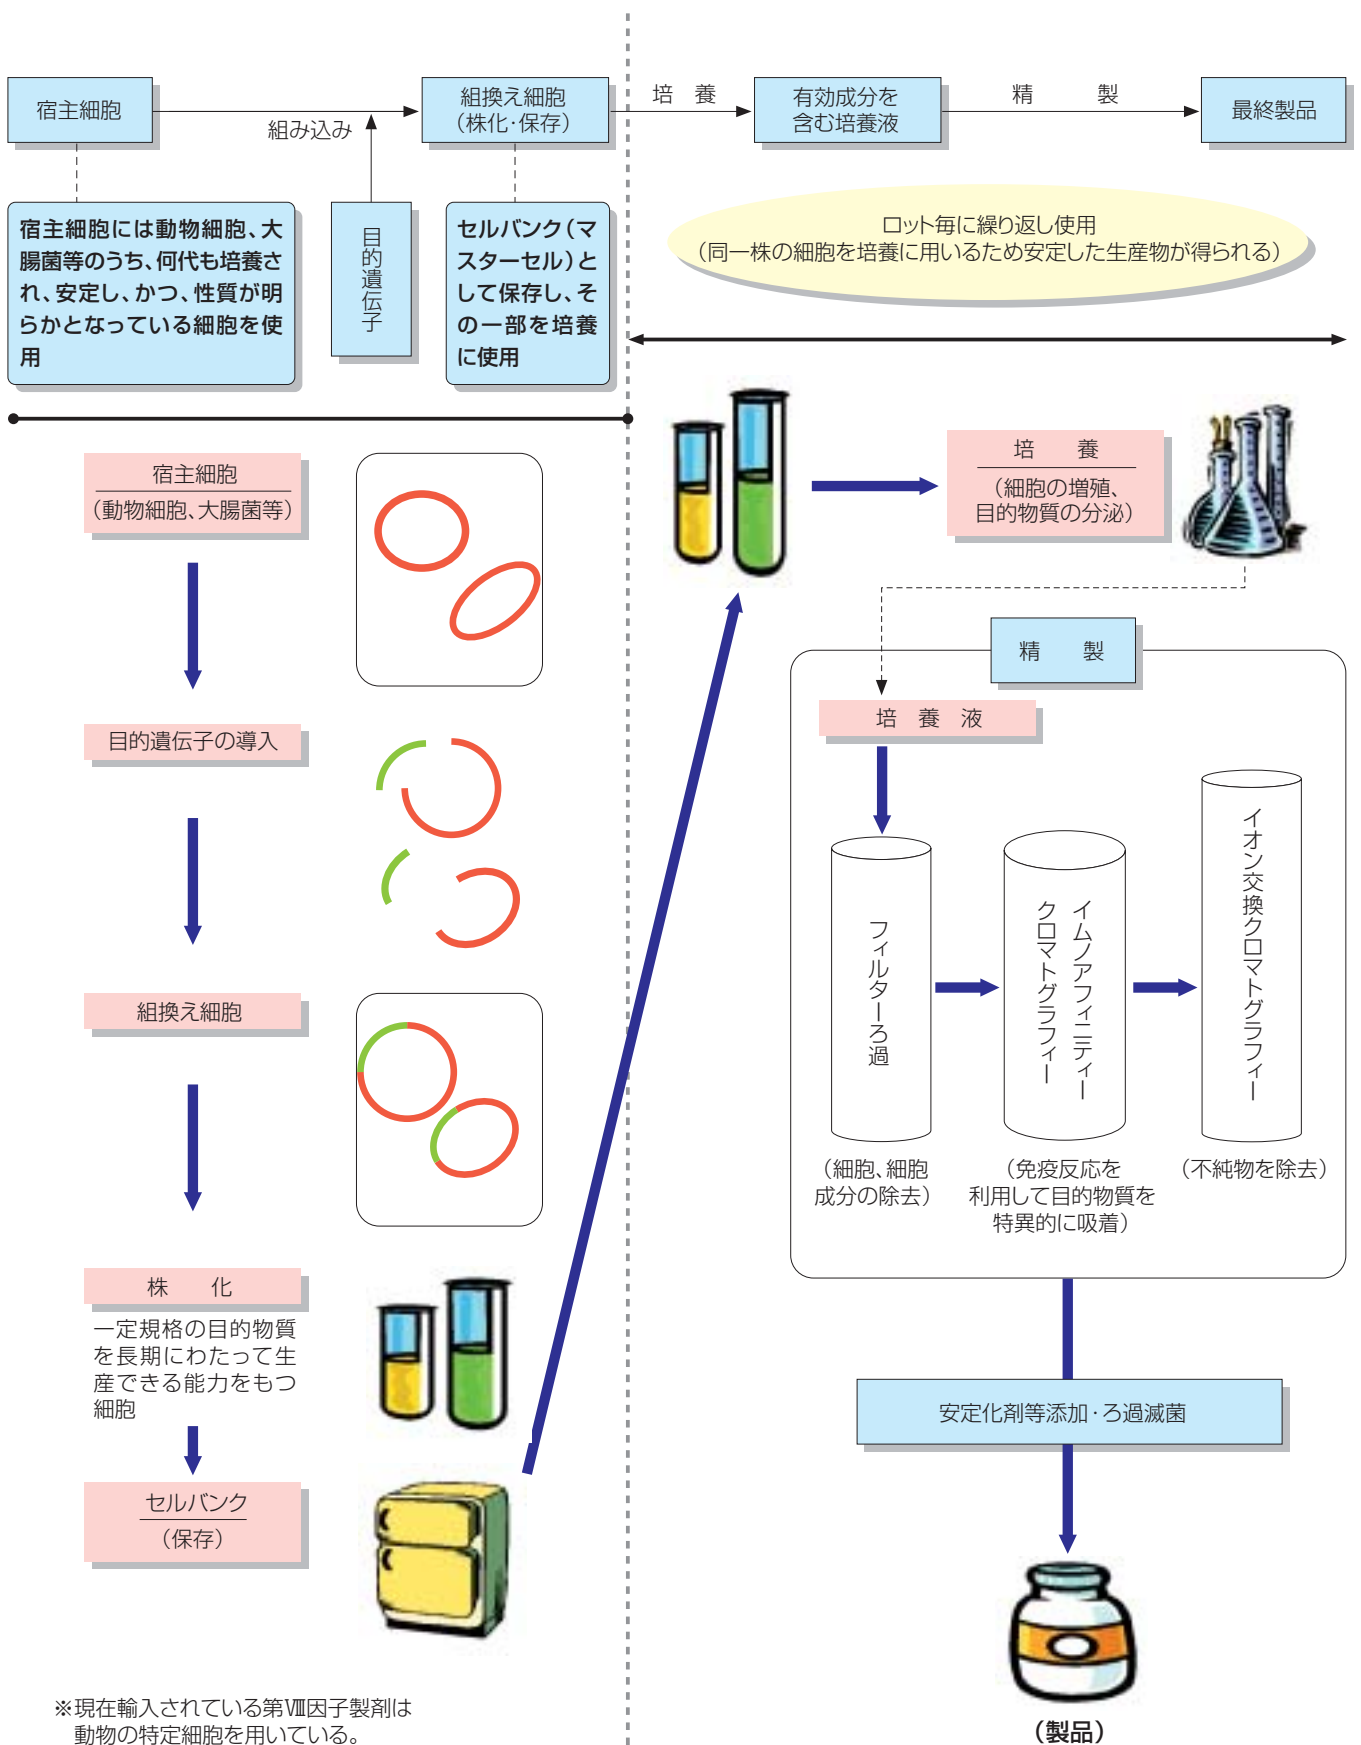 宿主細胞
組み込み
組換え細胞
(株化・保存)
培　養
有効成分を
含む培養液
精　　製
最終製品
宿主細胞には動物細胞、大
腸菌等のうち、何代も培養さ
れ、安定し、かつ、性質が明
らかとなっている細胞を使
用
目的遺伝子
セルバンク(マ
スターセル)と
して保存し、そ
の一部を培養
に使用
ロット毎に繰り返し使用
(同一株の細胞を培養に用いるため安定した生産物が得られる)
宿主細胞
(動物細胞、大腸菌等)
目的遺伝子の導入
組換え細胞
株　化
一定規格の目的物質
を長期にわたって生
産できる能力をもつ
細胞
セルバンク
(保存)
※現在輸入されている第Ⅷ因子製剤は
動物の特定細胞を用いている。
培　養
(細胞の増殖、
目的物質の分泌)
精　製
培　養　液
フィルターろ過
(細胞、細胞
成分の除去)
イムノアフィニティー
クロマトグラフィー
(免疫反応を
利用して目的物質を
特異的に吸着)
イオン交換クロマトグラフィー
(不純物を除去)
安定化剤等添加・ろ過滅菌
(製品)